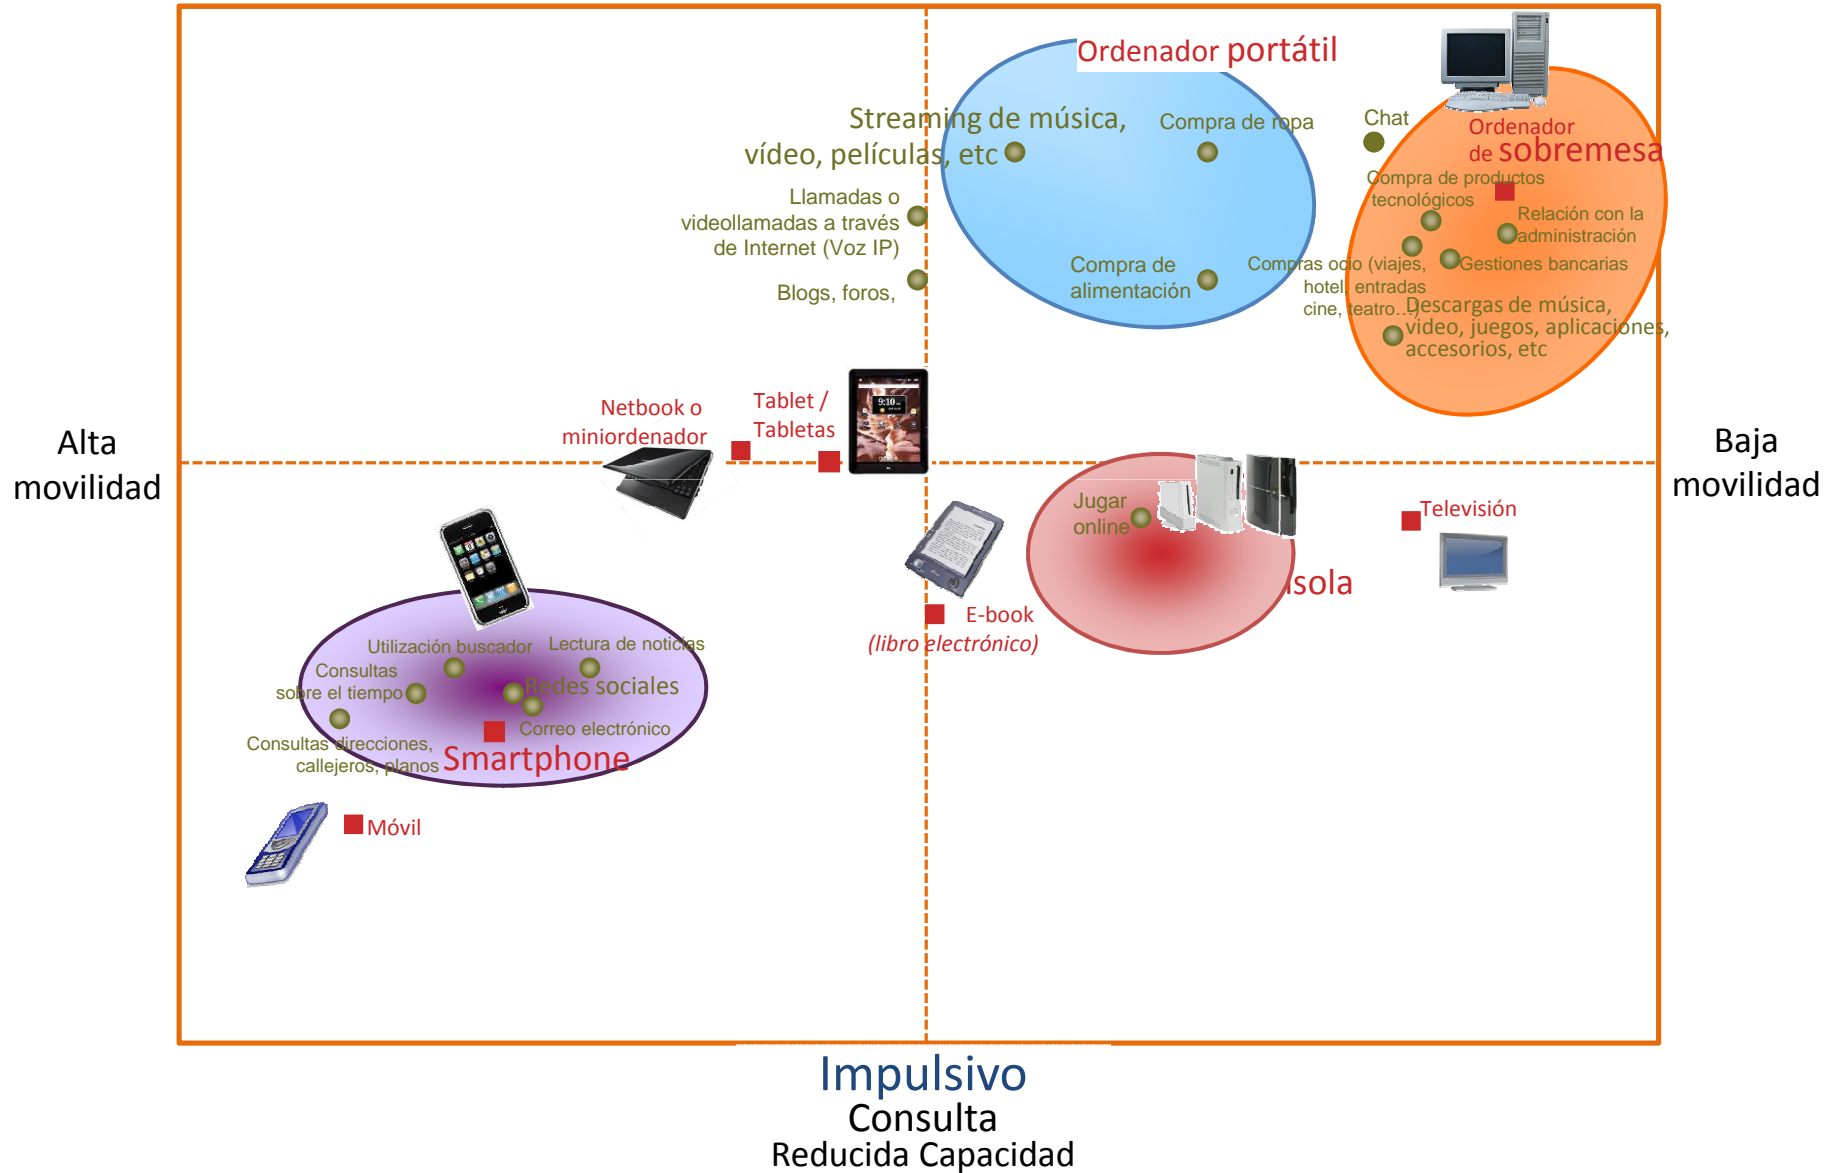 Ordenador portátil
Streaming de música,
vídeo, películas, etc
Compra de ropa
Chat
Ordenador
de sobremesa
Compra de productos
tecnológicos
Relación con la
administración
Llamadas o
videollamadas a través
de Internet (Voz IP)
Compra de
alimentación
Compras ocio (viajes,
hotel, entradas
cine, teatro…)
Gestiones bancarias
Blogs, foros,
Descargas de música,
video, juegos, aplicaciones,
accesorios, etc
Netbook o
miniordenador
Tablet /
Tabletas
9:10
Alta
movilidad
Baja
movilidad
Jugar
online
Televisión
sola
E-book
(libro electrónico)
Utilización buscador
Lectura de noticias
Consultas
sobre el tiempo
Redes sociales
Correo electrónico
Consultas direcciones,
callejeros, planos
Smartphone
Móvil
Impulsivo
Consulta
Reducida Capacidad